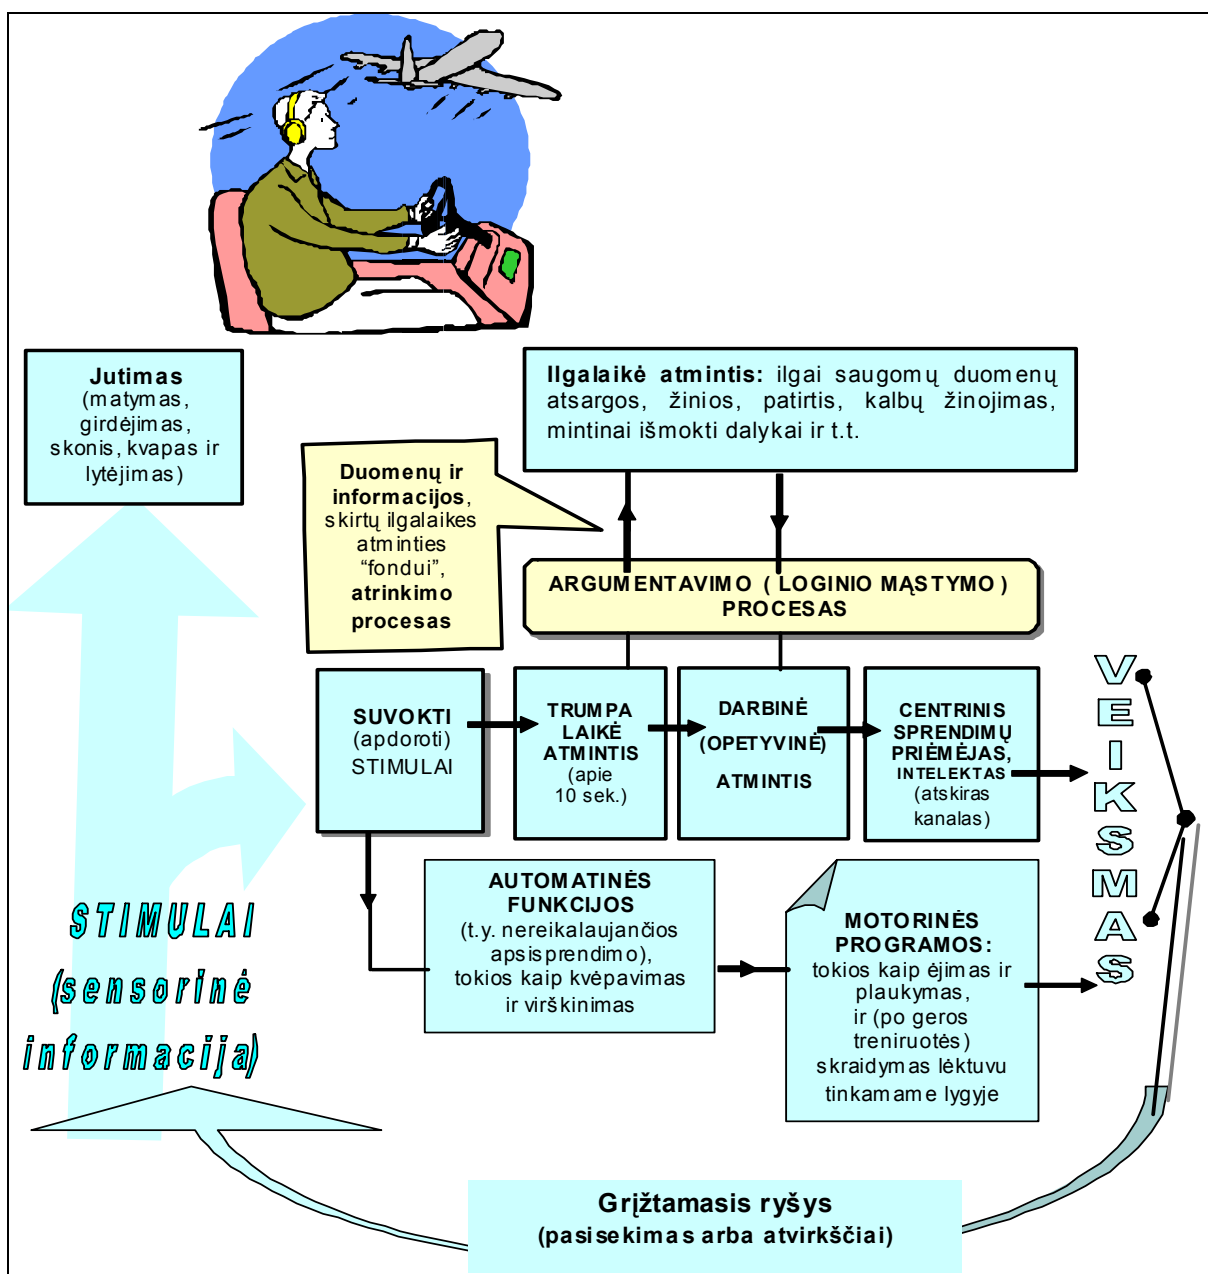 Jutimas
(matymas,
girdėjimas,
skonis, kvapas ir
lytėjimas)
Ilgalaikė atmintis: ilgai saugomų duomenų
atsargos, žinios, patirtis, kalbų žinojimas,
mintinai išmokti dalykai ir t.t.
Duomenų ir
informacijos,
skirtų ilgalaikes
atminties
“fondui”,
atrinkimo
procesas
ARGUMENTAVIMO ( LOGINIO MĄSTYMO )
PROCESAS
SUVOKTI
(apdoroti)
STIMULAI
TRUMPA
LAIKĖ
ATMINTIS
(apie
10 sek.)
DARBINĖ
(OPETYVINĖ)
ATMINTIS
CENTRINIS
SPRENDIMŲ
PRIĖMĖJAS,
INTELEKTAS
(atskiras
kanalas)
VEIKSMAS
AUTOMATINĖS
FUNKCIJOS
(t.y. nereikalaujančios
apsisprendimo),
tokios kaip kvėpavimas
ir virškinimas
MOTORINĖS
PROGRAMOS:
tokios kaip ėjimas ir
plaukymas,
ir (po geros
treniruotės)
skraidymas lėktuvu
tinkamame lygyje
STIMULAI
(sensorinė
informacija)
Grįžtamasis ryšys
(pasisekimas arba atvirkščiai)